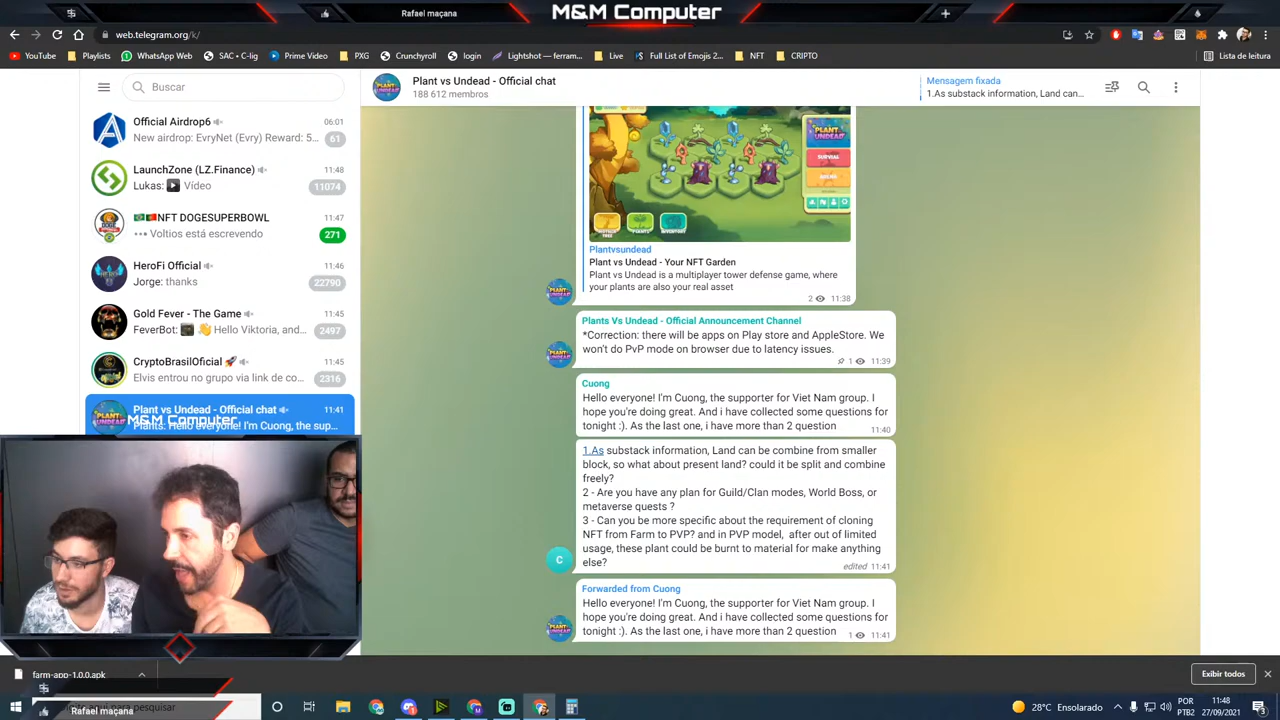 Rafael maçana
M&M Computer
web.telegram.org/
YouTube
Playlists
WhatsApp Web
SAC • C-lig
Prime Video
PXG
Crunchyroll
login
Lightshot — ferram...
Live
Full List of Emojis 2...
NFT
CRIPTO
Lista de leitura
Buscar
Plant vs Undead - Official chat
188 612 membros
Mensagem fixada
1.As substack information, Land can...
Official Airdrop6
06:01
New airdrop: EvryNet (Evry) Reward: 5...
61
LaunchZone (LZ.Finance)
11:48
Lukas: Vídeo
11074
NFT DOGESUPERBOWL
11:47
Voltios está escrevendo
271
HeroFi Official
11:46
Jorge: thanks
22790
Gold Fever - The Game
11:45
FeverBot: 👋 Hello Viktoria, and...
2497
CryptoBrasilOficial 🚀
11:45
Elvis entrou no grupo via link de co...
2316
Plant vs Undead - Official chat
11:41
M&M Computer
Plants: Hello everyone! I'm Cuong, the sup...
PLANT
UNDEAD
SURVIVAL
PLANTS
INVENTORY
Plantvsundead
Plant vs Undead - Your NFT Garden
Plant vs Undead is a multiplayer tower defense game, where
your plants are also your real asset
2 11:38
Plants Vs Undead - Official Announcement Channel
*Correction: there will be apps on Play store and AppleStore. We
won't do PvP mode on browser due to latency issues.
1 11:39
Cuong
Hello everyone! I'm Cuong, the supporter for Viet Nam group. I
hope you're doing great. And i have collected some questions for
tonight :). As the last one, i have more than 2 question
11:40
1.As substack information, Land can be combine from smaller
block, so what about present land? could it be split and combine
freely?
2 - Are you have any plan for Guild/Clan modes, World Boss, or
metaverse quests ?
3 - Can you be more specific about the requirement of cloning
NFT from Farm to PVP? and in PVP model, after out of limited
usage, these plant could be burnt to material for make anything
else?
edited 11:41
C
Forwarded from Cuong
Hello everyone! I'm Cuong, the supporter for Viet Nam group. I
hope you're doing great. And i have collected some questions for
tonight :). As the last one, i have more than 2 question
1 11:41
farm-app-1.0.0.apk
Exibir todos
aqui para pesquisar
Rafael maçana
28°C Ensolarado
POR
PTB2
11:48
27/09/2021